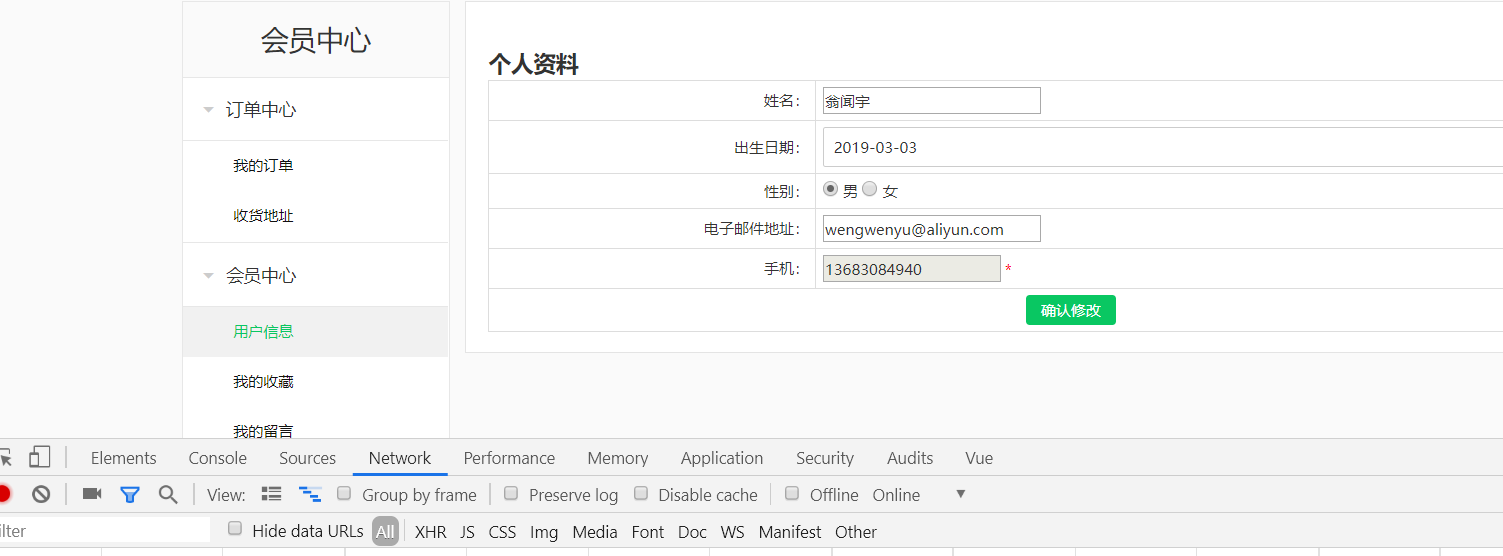 会员中心
订单中心
我的订单
收货地址
会员中心
用户信息
我的收藏
我的留言
个人资料
姓名: 翁闻宇
出生日期: 2019-03-03
性别: 男 女
电子邮件地址: wengwenyu@aliyun.com
手机: 13683084940 *
确认修改
Elements Console Sources Network Performance Memory Application Security Audits Vue
View: Group by frame Preserve log Disable cache Offline Online
ilter Hide data URLs All XHR JS CSS Img Media Font Doc WS Manifest Other